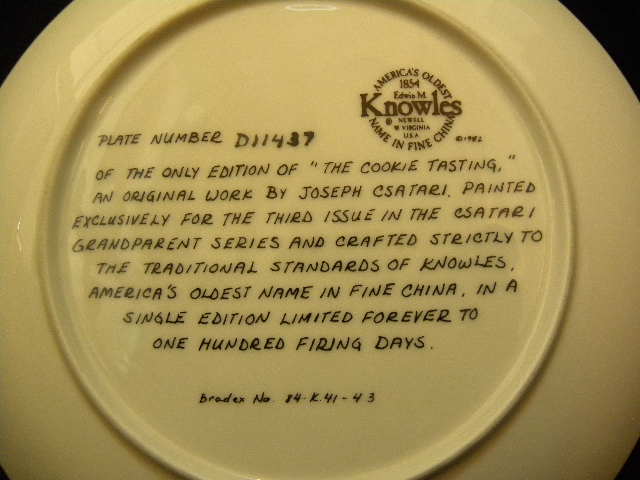 AMERICA'S OLDEST
1854
Edwin M.
Knowles
®
NEWELL
W. VIRGINIA
U.S.A.
NAME IN FINE CHINA
© 1982
PLATE NUMBER D11437
OF THE ONLY EDITION OF "THE COOKIE TASTING,"
AN ORIGINAL WORK BY JOSEPH CSATARI. PAINTED
EXCLUSIVELY FOR THE THIRD ISSUE IN THE CSATARI
GRANDPARENT SERIES AND CRAFTED STRICTLY TO
THE TRADITIONAL STANDARDS OF KNOWLES,
AMERICA'S OLDEST NAME IN FINE CHINA, IN A
SINGLE EDITION LIMITED FOREVER TO
ONE HUNDRED FIRING DAYS.
Bradex No 84-K41-4.3